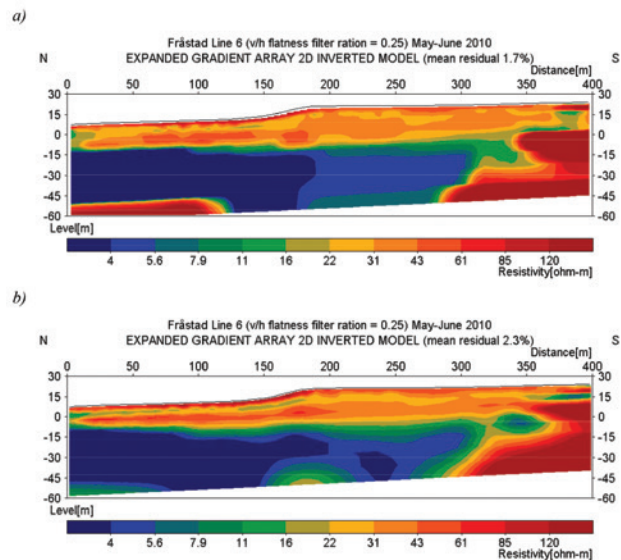 a)
Fråstad Line 6 (v/h flatness filter ration = 0.25) May-June 2010
N EXPANDED GRADIENT ARRAY 2D INVERTED MODEL (mean residual 1.7%) S
Distance[m]
0 50 100 150 200 250 300 350 400
30 30
15 15
0 0
-15 -15
-30 -30
-45 -45
-60 -60
Level[m]
4 5.6 7.9 11 16 22 31 43 61 85 120
Resistivity[ohm-m]
b)
Fråstad Line 6 (v/h flatness filter ration = 0.25) May-June 2010
N EXPANDED GRADIENT ARRAY 2D INVERTED MODEL (mean residual 2.3%) S
Distance[m]
0 50 100 150 200 250 300 350 400
30 30
15 15
0 0
-15 -15
-30 -30
-45 -45
-60 -60
Level[m]
4 5.6 7.9 11 16 22 31 43 61 85 120
Resistivity[ohm-m]